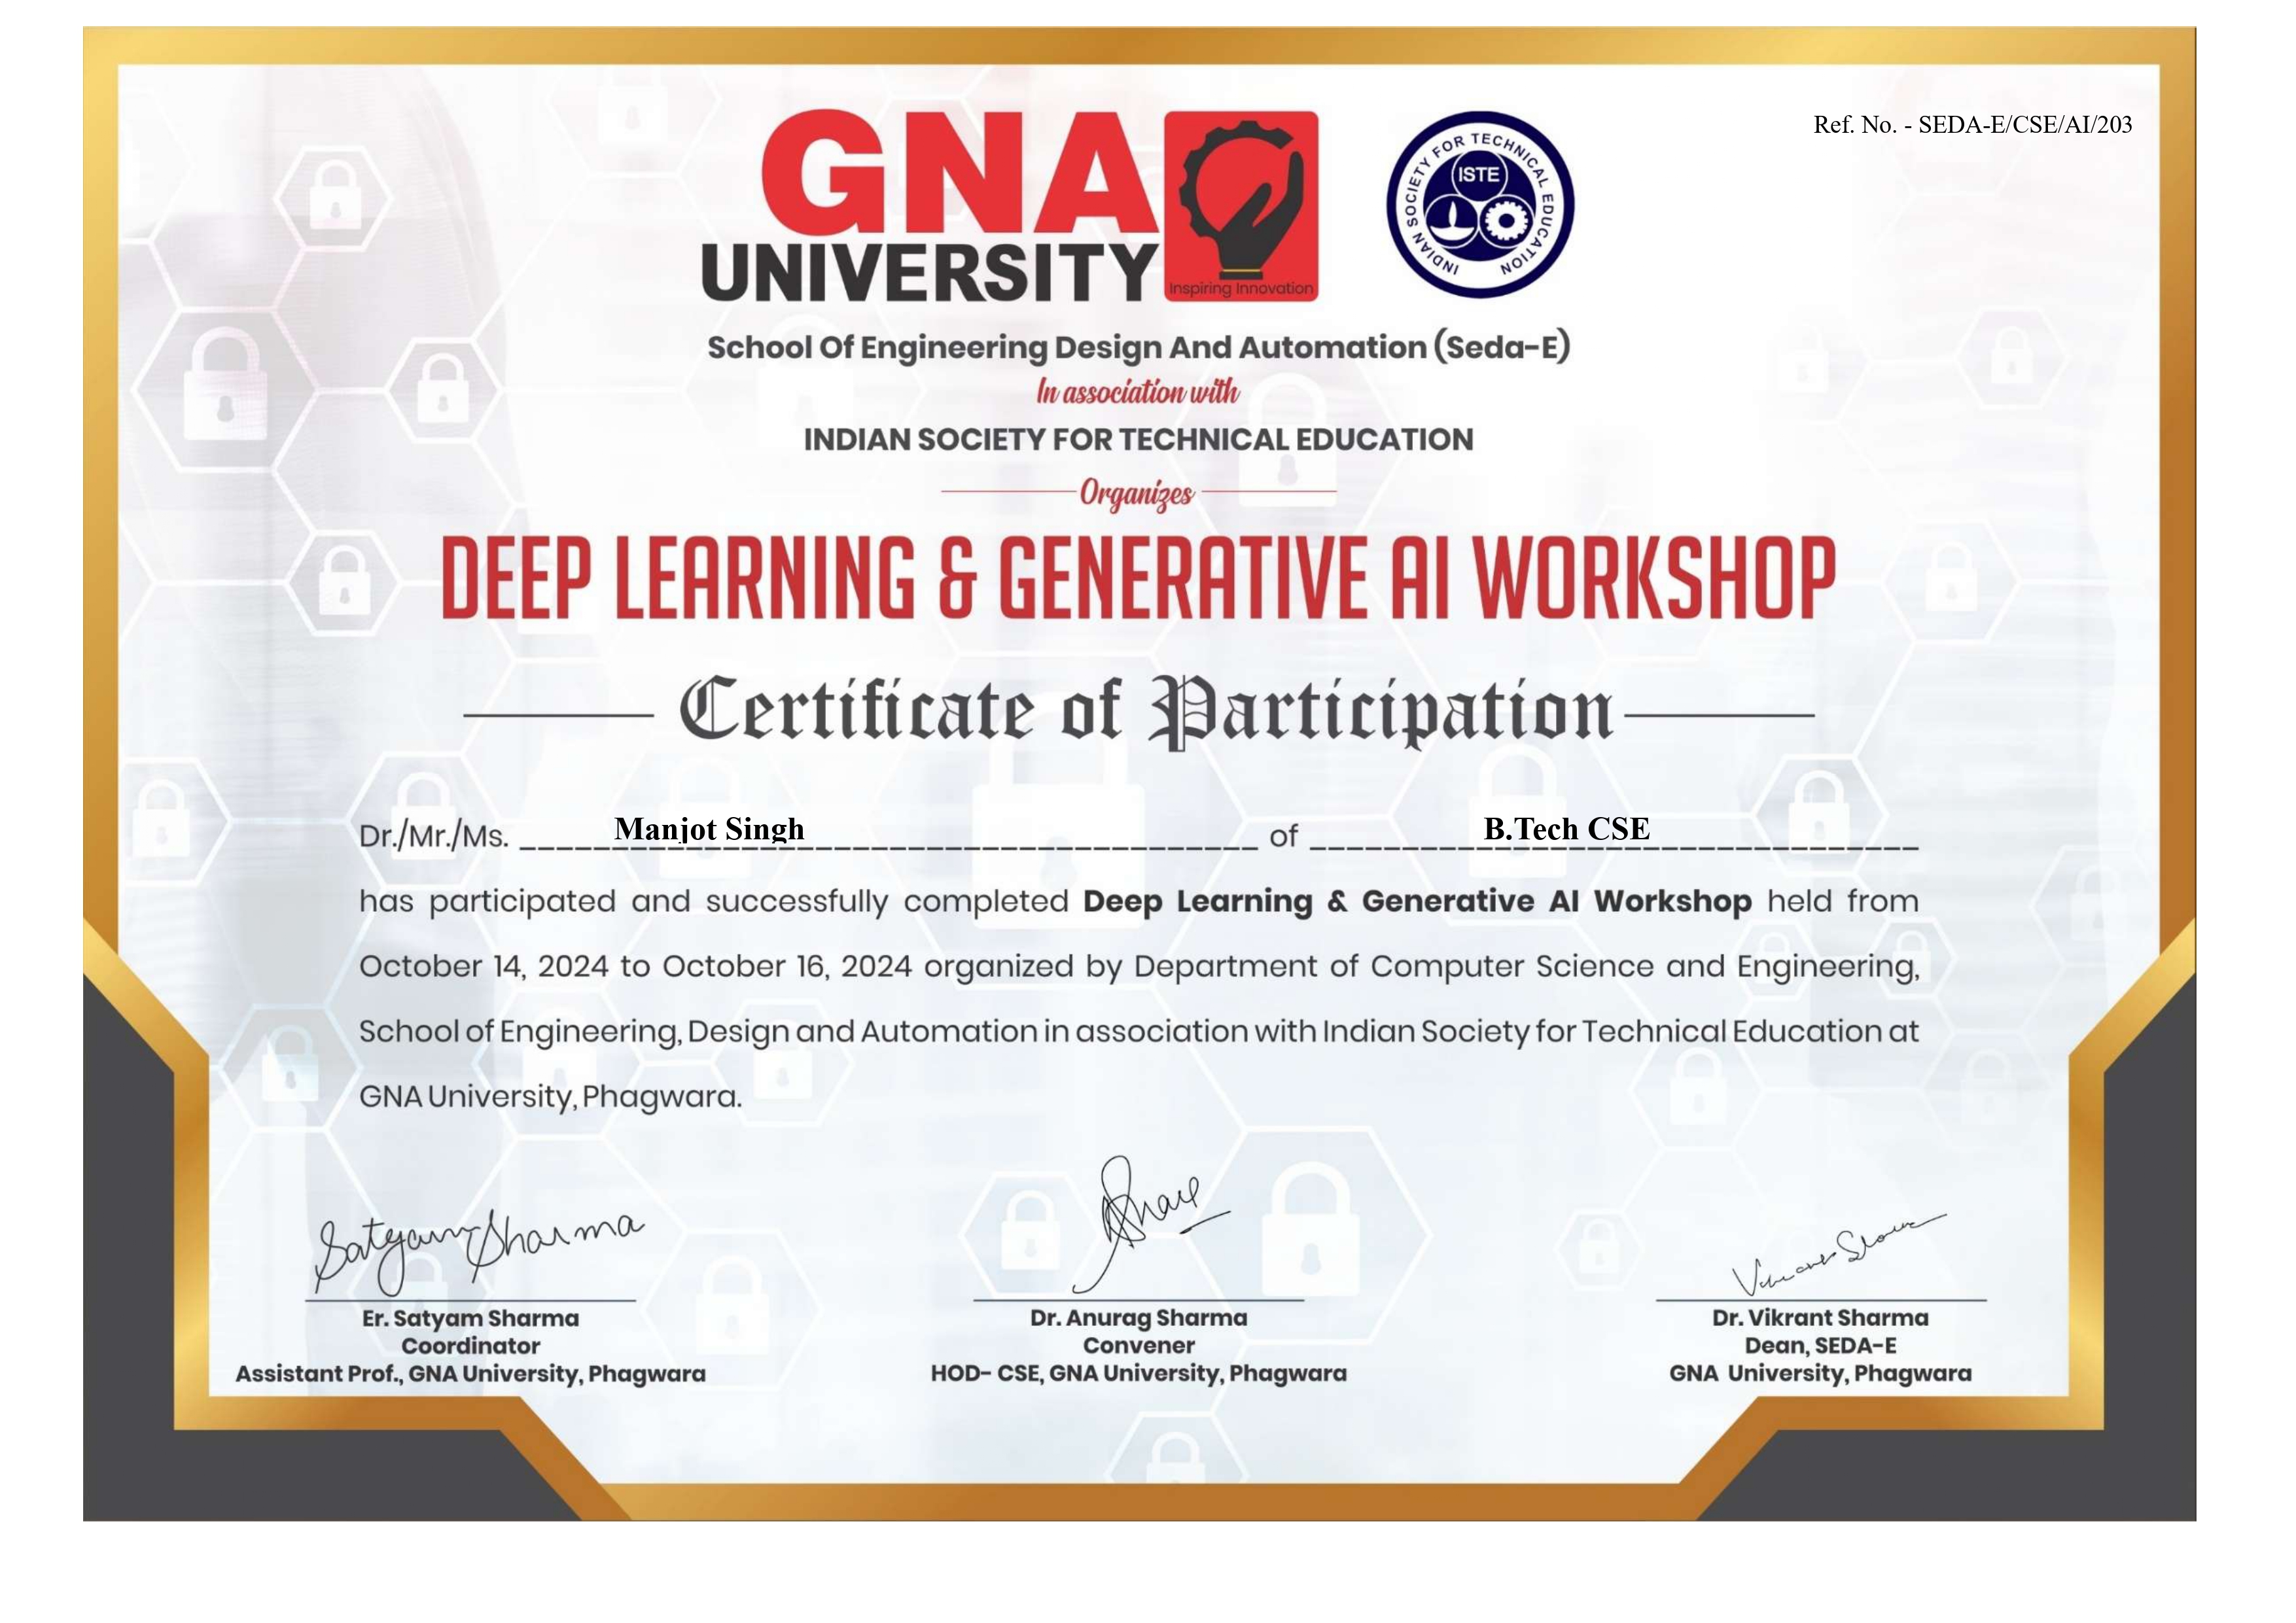 Ref. No. - SEDA-E/CSE/AI/203
GNA
UNIVERSITY
Inspiring Innovation
INDIAN SOCIETY FOR TECHNICAL EDUCATION
ISTE
School Of Engineering Design And Automation (Seda-E)
In association with
INDIAN SOCIETY FOR TECHNICAL EDUCATION
Organizes
DEEP LEARNING & GENERATIVE AI WORKSHOP
Certificate of Participation
Dr./Mr./Ms. Manjot Singh of B.Tech CSE
has participated and successfully completed Deep Learning & Generative AI Workshop held from
October 14, 2024 to October 16, 2024 organized by Department of Computer Science and Engineering,
School of Engineering, Design and Automation in association with Indian Society for Technical Education at
GNA University, Phagwara.
Satyam Sharma
Er. Satyam Sharma
Coordinator
Assistant Prof., GNA University, Phagwara
Dr. Anurag Sharma
Convener
HOD- CSE, GNA University, Phagwara
Dr. Vikrant Sharma
Dean, SEDA-E
GNA University, Phagwara